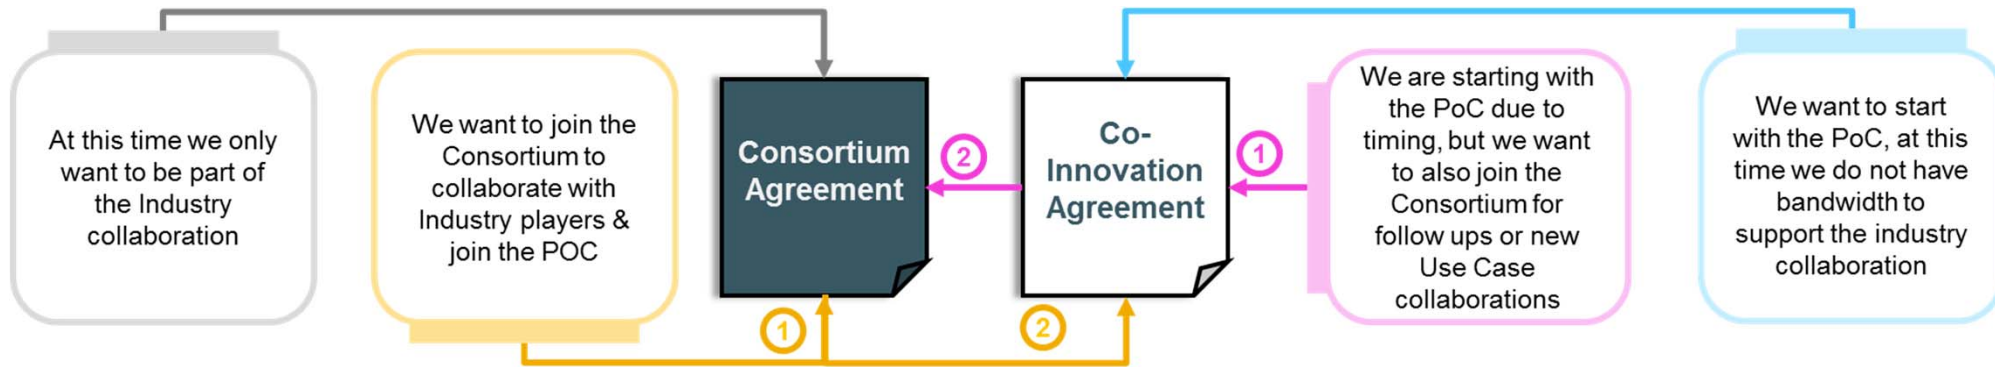 At this time we only
want to be part of
the Industry
collaboration
We want to join the
Consortium to
collaborate with
Industry players &
join the POC
Consortium
Agreement
2
Co-
Innovation
Agreement
1
We are starting with
the PoC due to
timing, but we want
to also join the
Consortium for
follow ups or new
Use Case
collaborations
We want to start
with the PoC, at this
time we do not have
bandwidth to
support the industry
collaboration
1
2